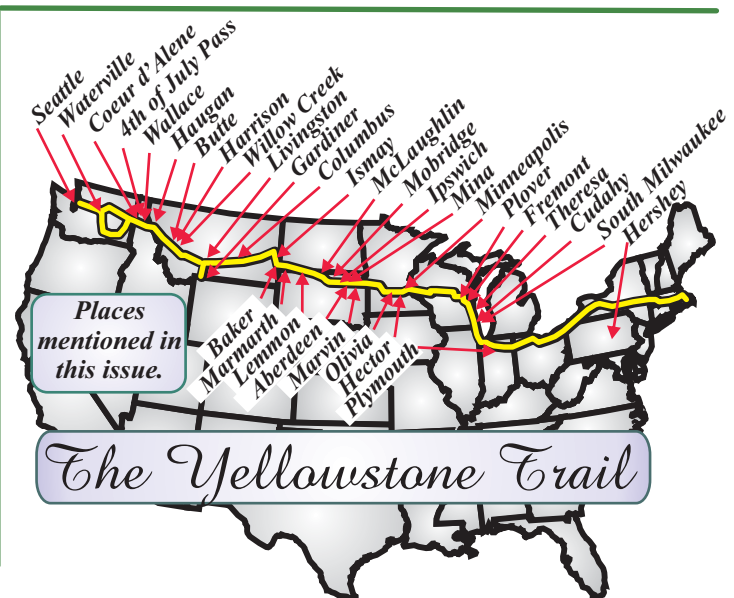 Seattle
Waterville
Coeur d'Alene
4th of July Pass
Wallace
Haugan
Butte
Harrison
Willow Creek
Livingston
Gardiner
Columbus
Ismay
McLaughlin
Mobridge
Ipswich
Mina
Minneapolis
Plover
Fremont
Theresa
Cudahy
South Milwaukee
Hershey
Baker
Marmarth
Lemmon
Aberdeen
Marvin
Olivia
Hector
Plymouth
Places
mentioned in
this issue.
The Yellowstone Trail